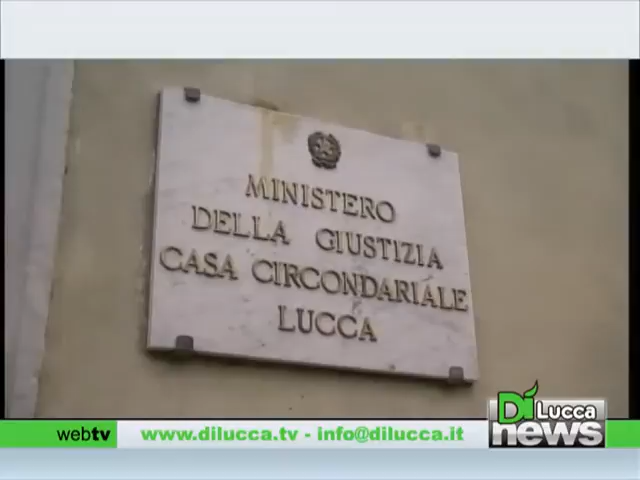 MINISTERO
DELLA GIUSTIZIA
CASA CIRCONDARIALE
LUCCA
Di Lucca
news
webtv www.dilucca.tv - info@dilucca.it